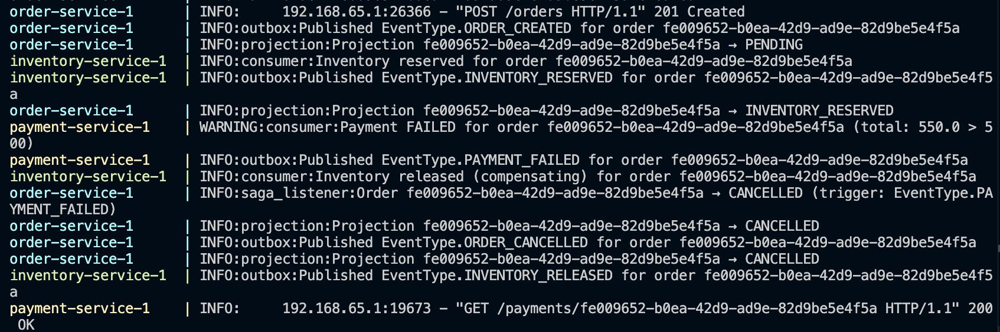 order-service-1      | INFO:     192.168.65.1:26366 – "POST /orders HTTP/1.1" 201 Created
order-service-1      | INFO:outbox:Published EventType.ORDER_CREATED for order fe009652-b0ea-42d9-ad9e-82d9be5e4f5a
order-service-1      | INFO:projection:Projection fe009652-b0ea-42d9-ad9e-82d9be5e4f5a → PENDING
inventory-service-1  | INFO:consumer:Inventory reserved for order fe009652-b0ea-42d9-ad9e-82d9be5e4f5a
inventory-service-1  | INFO:outbox:Published EventType.INVENTORY_RESERVED for order fe009652-b0ea-42d9-ad9e-82d9be5e4f5
a
order-service-1      | INFO:projection:Projection fe009652-b0ea-42d9-ad9e-82d9be5e4f5a → INVENTORY_RESERVED
payment-service-1    | WARNING:consumer:Payment FAILED for order fe009652-b0ea-42d9-ad9e-82d9be5e4f5a (total: 550.0 > 5
00)
payment-service-1    | INFO:outbox:Published EventType.PAYMENT_FAILED for order fe009652-b0ea-42d9-ad9e-82d9be5e4f5a
inventory-service-1  | INFO:consumer:Inventory released (compensating) for order fe009652-b0ea-42d9-ad9e-82d9be5e4f5a
order-service-1      | INFO:saga_listener:Order fe009652-b0ea-42d9-ad9e-82d9be5e4f5a → CANCELLED (trigger: EventType.PA
YMENT_FAILED)
order-service-1      | INFO:projection:Projection fe009652-b0ea-42d9-ad9e-82d9be5e4f5a → CANCELLED
order-service-1      | INFO:outbox:Published EventType.ORDER_CANCELLED for order fe009652-b0ea-42d9-ad9e-82d9be5e4f5a
order-service-1      | INFO:projection:Projection fe009652-b0ea-42d9-ad9e-82d9be5e4f5a → CANCELLED
inventory-service-1  | INFO:outbox:Published EventType.INVENTORY_RELEASED for order fe009652-b0ea-42d9-ad9e-82d9be5e4f5
a
payment-service-1    | INFO:     192.168.65.1:19673 – "GET /payments/fe009652-b0ea-42d9-ad9e-82d9be5e4f5a HTTP/1.1" 200
 OK